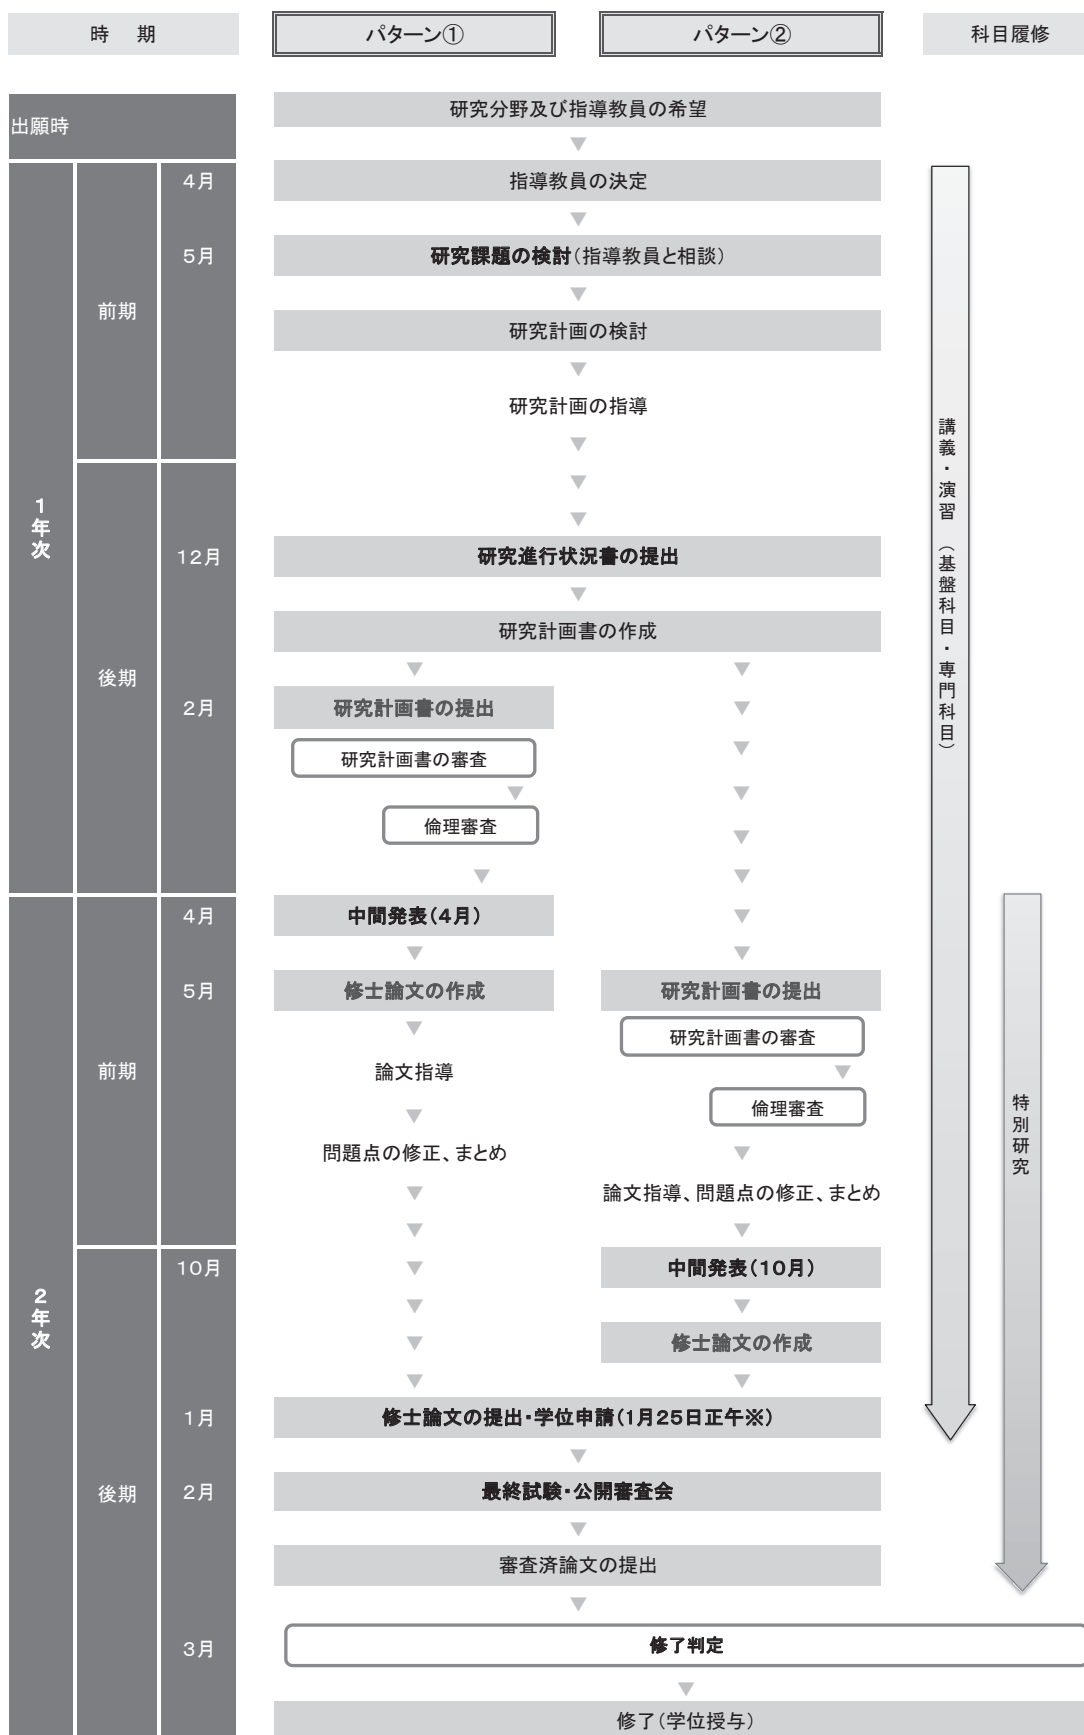 時　期
パターン①
パターン②
科目履修
出願時
研究分野及び指導教員の希望
▼
1年次
前期
4月
指導教員の決定
▼
5月
研究課題の検討(指導教員と相談)
▼
研究計画の検討
▼
研究計画の指導
▼
▼
▼
後期
12月
研究進行状況書の提出
▼
研究計画書の作成
▼
▼
2月
研究計画書の提出
▼
研究計画書の審査
▼
▼
▼
倫理審査
▼
▼
▼
2年次
前期
4月
中間発表(4月)
▼
▼
▼
5月
修士論文の作成
研究計画書の提出
▼
研究計画書の審査
論文指導
▼
▼
倫理審査
問題点の修正、まとめ
▼
▼
論文指導、問題点の修正、まとめ
▼
▼
後期
10月
▼
中間発表(10月)
▼
▼
▼
修士論文の作成
▼
▼
1月
修士論文の提出・学位申請(1月25日正午※)
▼
2月
最終試験・公開審査会
▼
審査済論文の提出
▼
3月
修了判定
▼
修了(学位授与)
講義・演習（基盤科目・専門科目）
特別研究